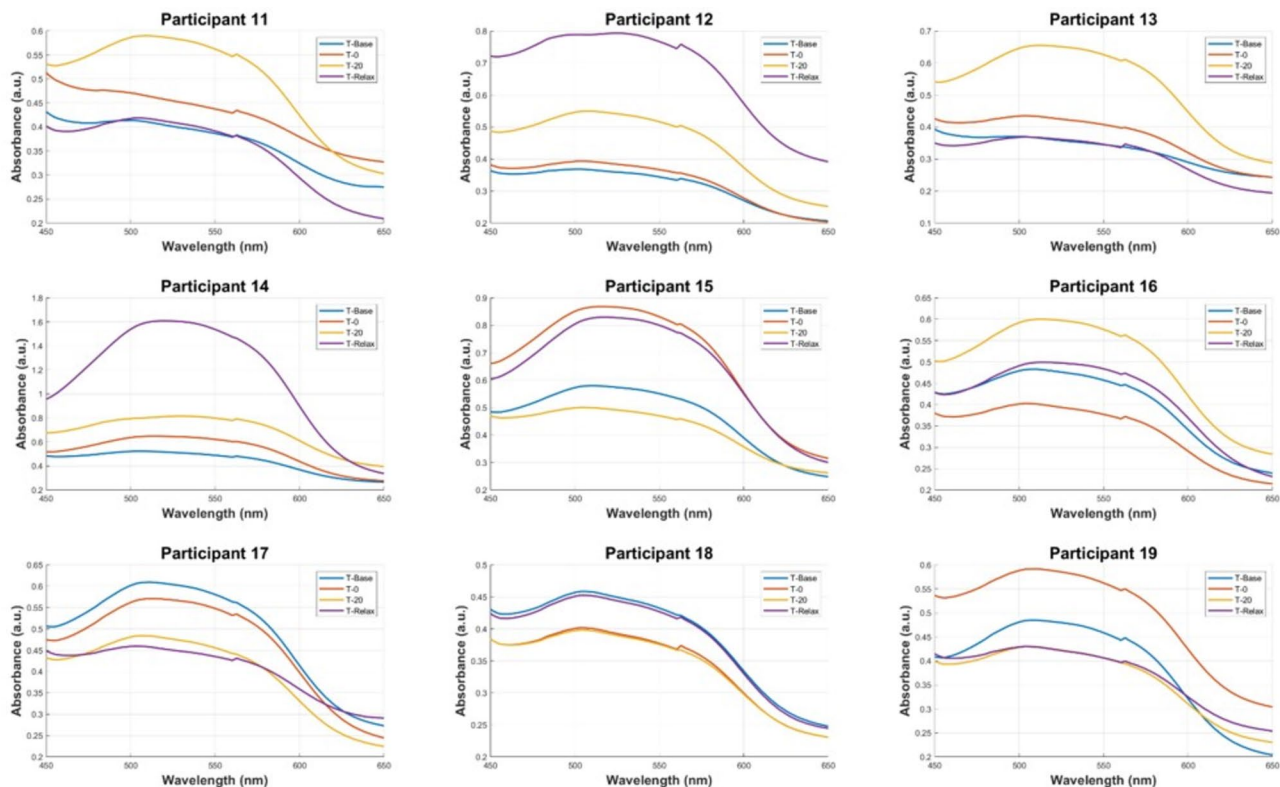 Participant 11
Absorbance (a.u.)
0.6
0.55
0.5
0.45
0.4
0.35
0.3
0.25
0.2
T-Base
T-0
T-20
T-Relax
450 500 550 600 650
Wavelength (nm)
Participant 12
Absorbance (a.u.)
0.8
0.7
0.6
0.5
0.4
0.3
0.2
T-Base
T-0
T-20
T-Relax
450 500 550 600 650
Wavelength (nm)
Participant 13
Absorbance (a.u.)
0.7
0.6
0.5
0.4
0.3
0.2
0.1
T-Base
T-0
T-20
T-Relax
450 500 550 600 650
Wavelength (nm)
Participant 14
Absorbance (a.u.)
1.8
1.6
1.4
1.2
1
0.8
0.6
0.4
0.2
T-Base
T-0
T-20
T-Relax
450 500 550 600 650
Wavelength (nm)
Participant 15
Absorbance (a.u.)
0.9
0.8
0.7
0.6
0.5
0.4
0.3
0.2
T-Base
T-0
T-20
T-Relax
450 500 550 600 650
Wavelength (nm)
Participant 16
Absorbance (a.u.)
0.65
0.6
0.55
0.5
0.45
0.4
0.35
0.3
0.25
0.2
T-Base
T-0
T-20
T-Relax
450 500 550 600 650
Wavelength (nm)
Participant 17
Absorbance (a.u.)
0.65
0.6
0.55
0.5
0.45
0.4
0.35
0.3
0.25
0.2
T-Base
T-0
T-20
T-Relax
450 500 550 600 650
Wavelength (nm)
Participant 18
Absorbance (a.u.)
0.5
0.45
0.4
0.35
0.3
0.25
0.2
T-Base
T-0
T-20
T-Relax
450 500 550 600 650
Wavelength (nm)
Participant 19
Absorbance (a.u.)
0.6
0.55
0.5
0.45
0.4
0.35
0.3
0.25
0.2
T-Base
T-0
T-20
T-Relax
450 500 550 600 650
Wavelength (nm)